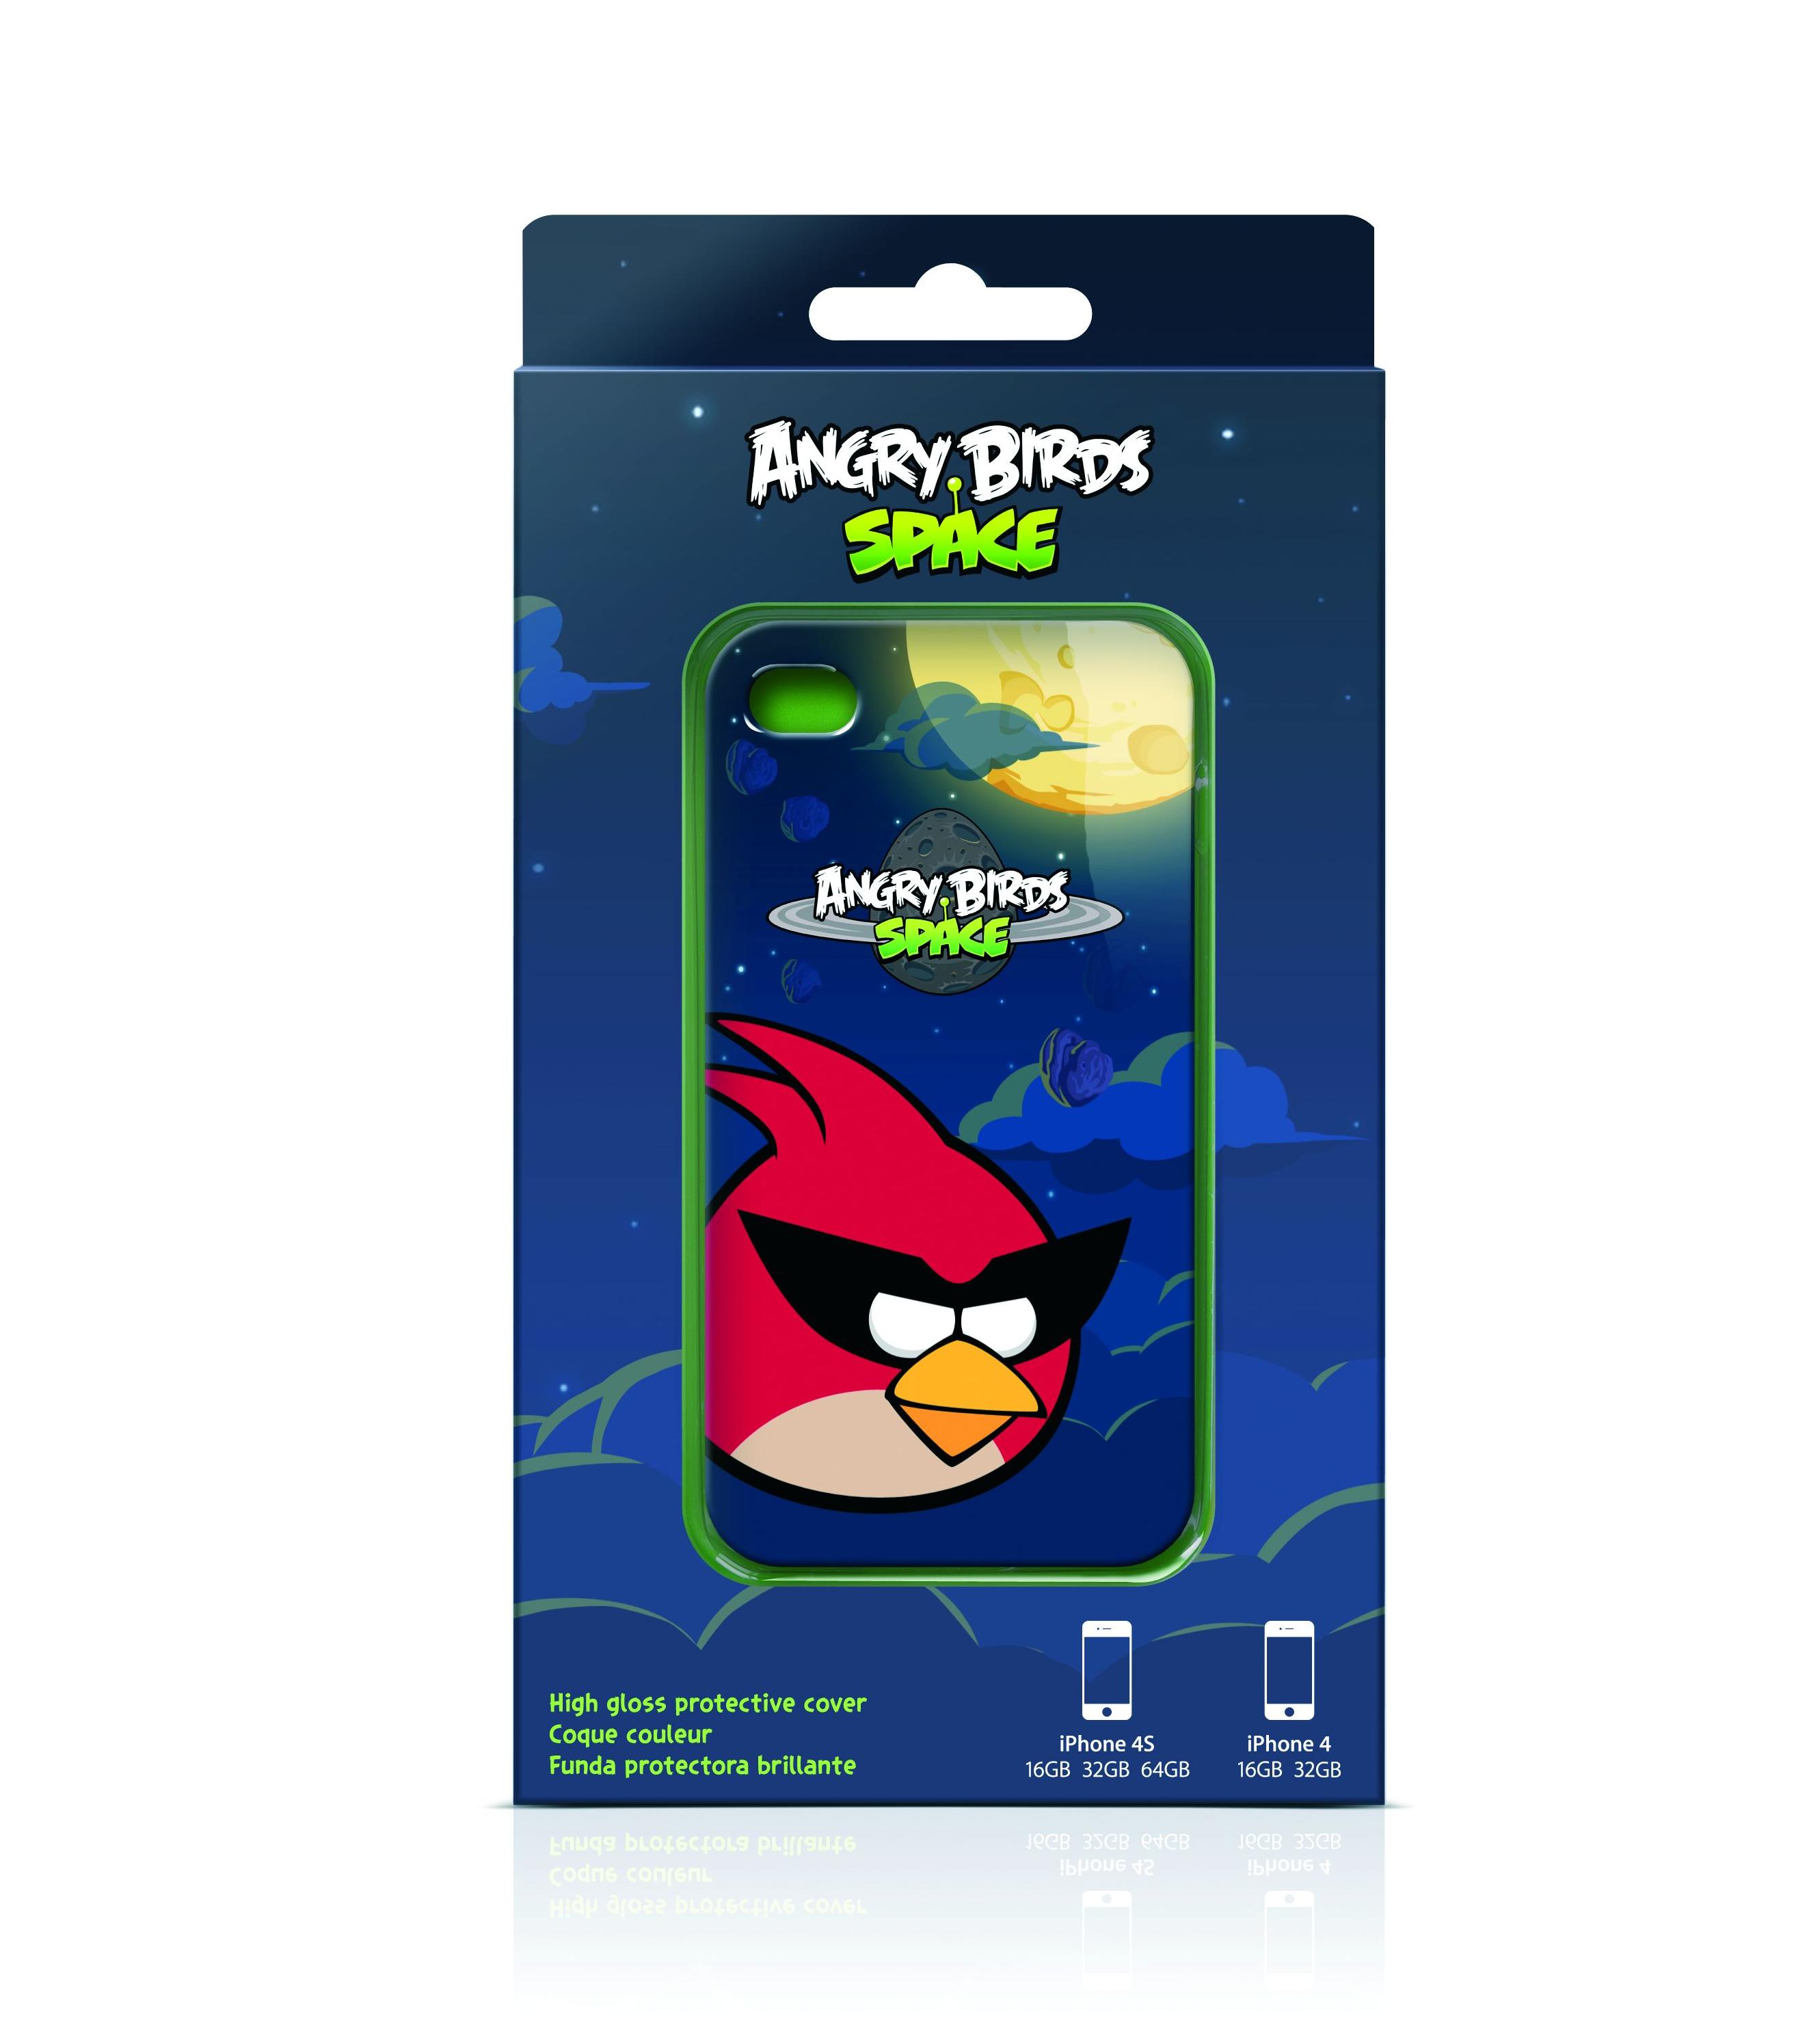 ANGRY BIRDS
SPACE
ANGRY BIRDS
SPACE
High gloss protective cover
Coque couleur
Funda protectora brillante
iPhone 4S
16GB 32GB 64GB
iPhone 4
16GB 32GB